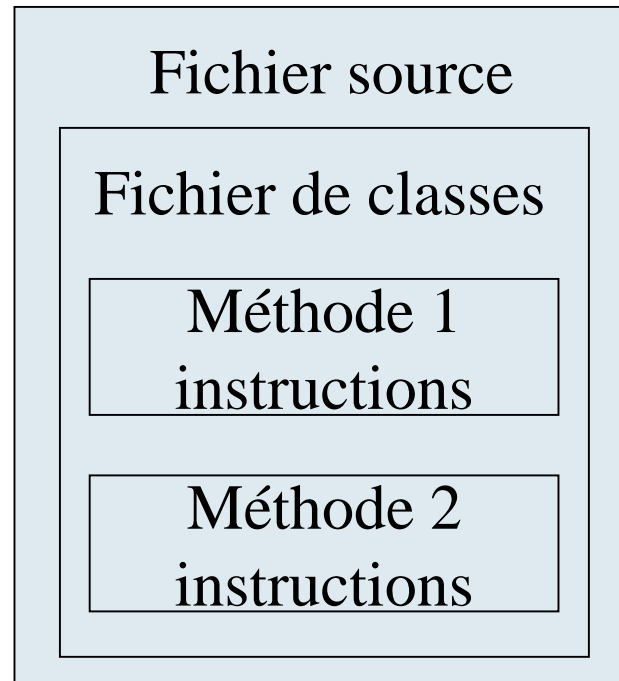 Fichier source
Fichier de classes
Méthode 1
instructions
Méthode 2
instructions